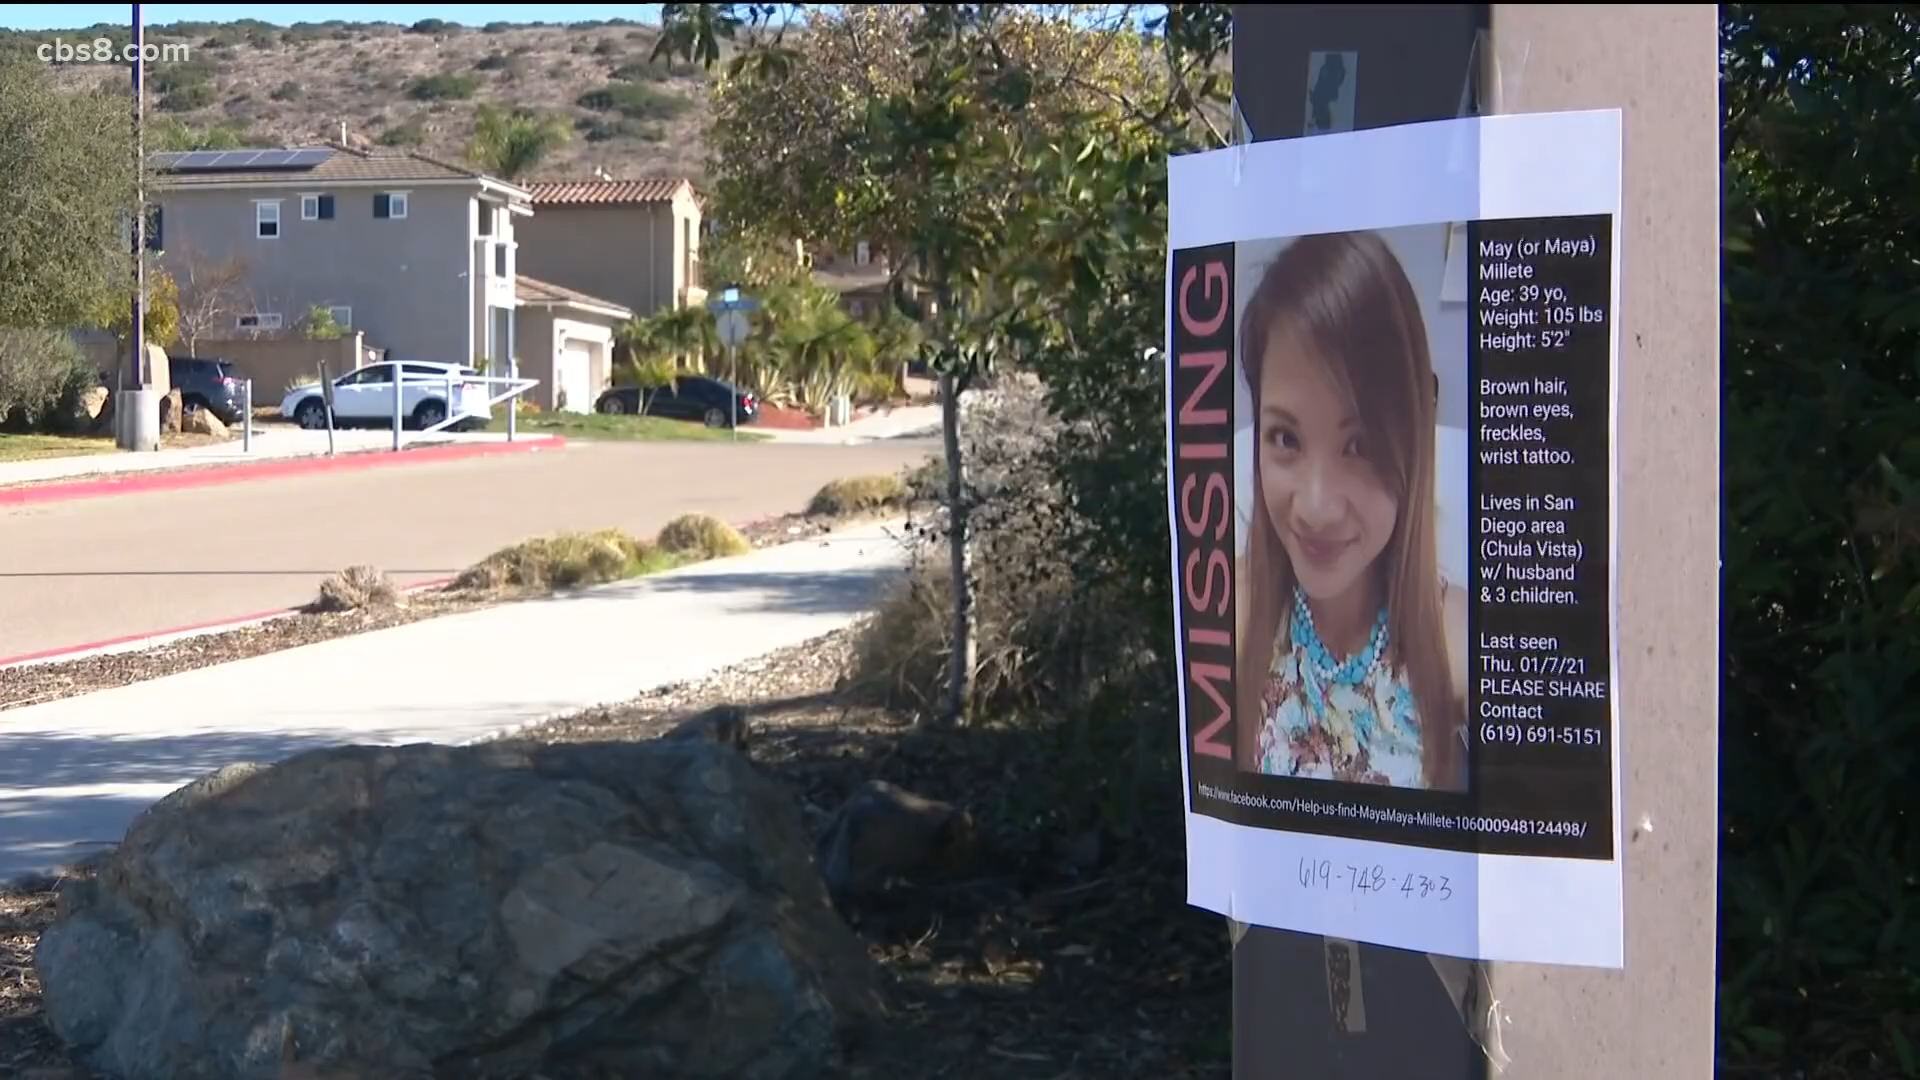 cbs8.com
MISSING
May (or Maya)
Millete
Age: 39 yo,
Weight: 105 lbs
Height: 5'2"
Brown hair,
brown eyes,
freckles,
wrist tattoo.
Lives in San
Diego area
(Chula Vista)
w/ husband
& 3 children.
Last seen
Thu. 01/7/21
PLEASE SHARE
Contact
(619) 691-5151
https://www.facebook.com/Help-us-find-MayaMaya-Millete-106000948124498/
619-748-4303